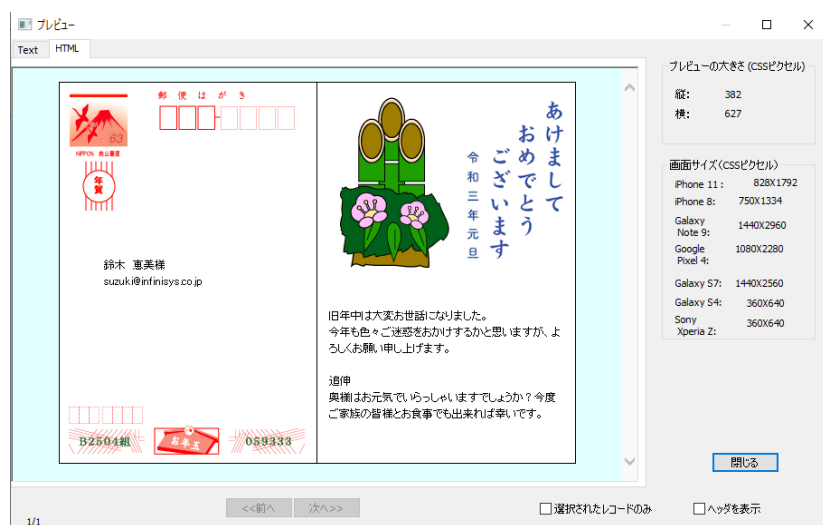 プレビュー
Text HTML
郵便はがき
63
NIPPON
年賀
鈴木 恵美様
suzuki@infinisys.co.jp
B2504組
お年玉
059333
あけまして
おめでとう
ございます
令和三年元旦
旧年中は大変お世話になりました。
今年も色々ご迷惑をおかけするかと思いますが、よ
ろしくお願い申し上げます。
追伸
奥様はお元気でいらっしゃいますでしょうか?今度
ご家族の皆様とお食事でも出来れば幸いです。
プレビューの大きさ(CSSピクセル)
縦: 382
横: 627
画面サイズ(CSSピクセル)
iPhone 11 : 828X1792
iPhone 8: 750X1334
Galaxy
Note 9: 1440X2960
Google
Pixel 4: 1080X2280
Galaxy S7: 1440X2560
Galaxy S4: 360X640
Sony
Xperia Z: 360X640
閉じる
<<前へ 次へ>>
選択されたレコードのみ
ヘッダを表示
1/1